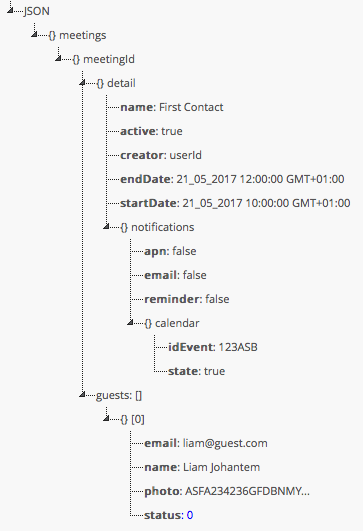 JSON
{} meetings
{} meetingId
{} detail
name: First Contact
active: true
creator: userId
endDate: 21_05_2017 12:00:00 GMT+01:00
startDate: 21_05_2017 10:00:00 GMT+01:00
{} notifications
apn: false
email: false
reminder: false
{} calendar
idEvent: 123ASB
state: true
guests: []
{} [0]
email: liam@guest.com
name: Liam Johantem
photo: ASFA234236GFDBNMY...
status: 0